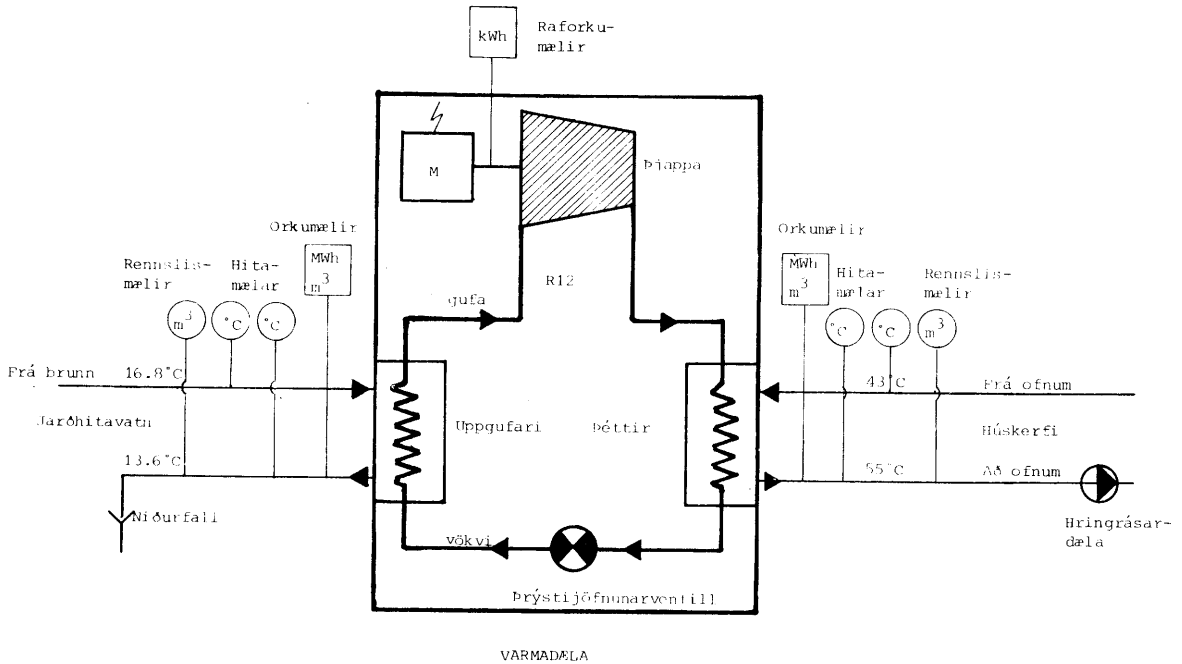 kWh
Raforku-
mælir
M
Þjappa
Orkumælir
MWh
m3
Rennslis-
mælir
Hita-
mælar
m3
°C
°C
R12
gufa
Orkumælir
MWh
m3
Hita-
mælar
Rennslis-
mælir
°C
°C
m3
Frá brunn
16.8°C
43°C
Frá ofnum
Jarðhitavatn
Uppgufari
Þéttir
Húskerfi
13.6°C
55°C
Að ofnum
Niðurfall
vökvi
Hringrásar-
dæla
Þrýstijöfnunarventill
VARMADÆLA